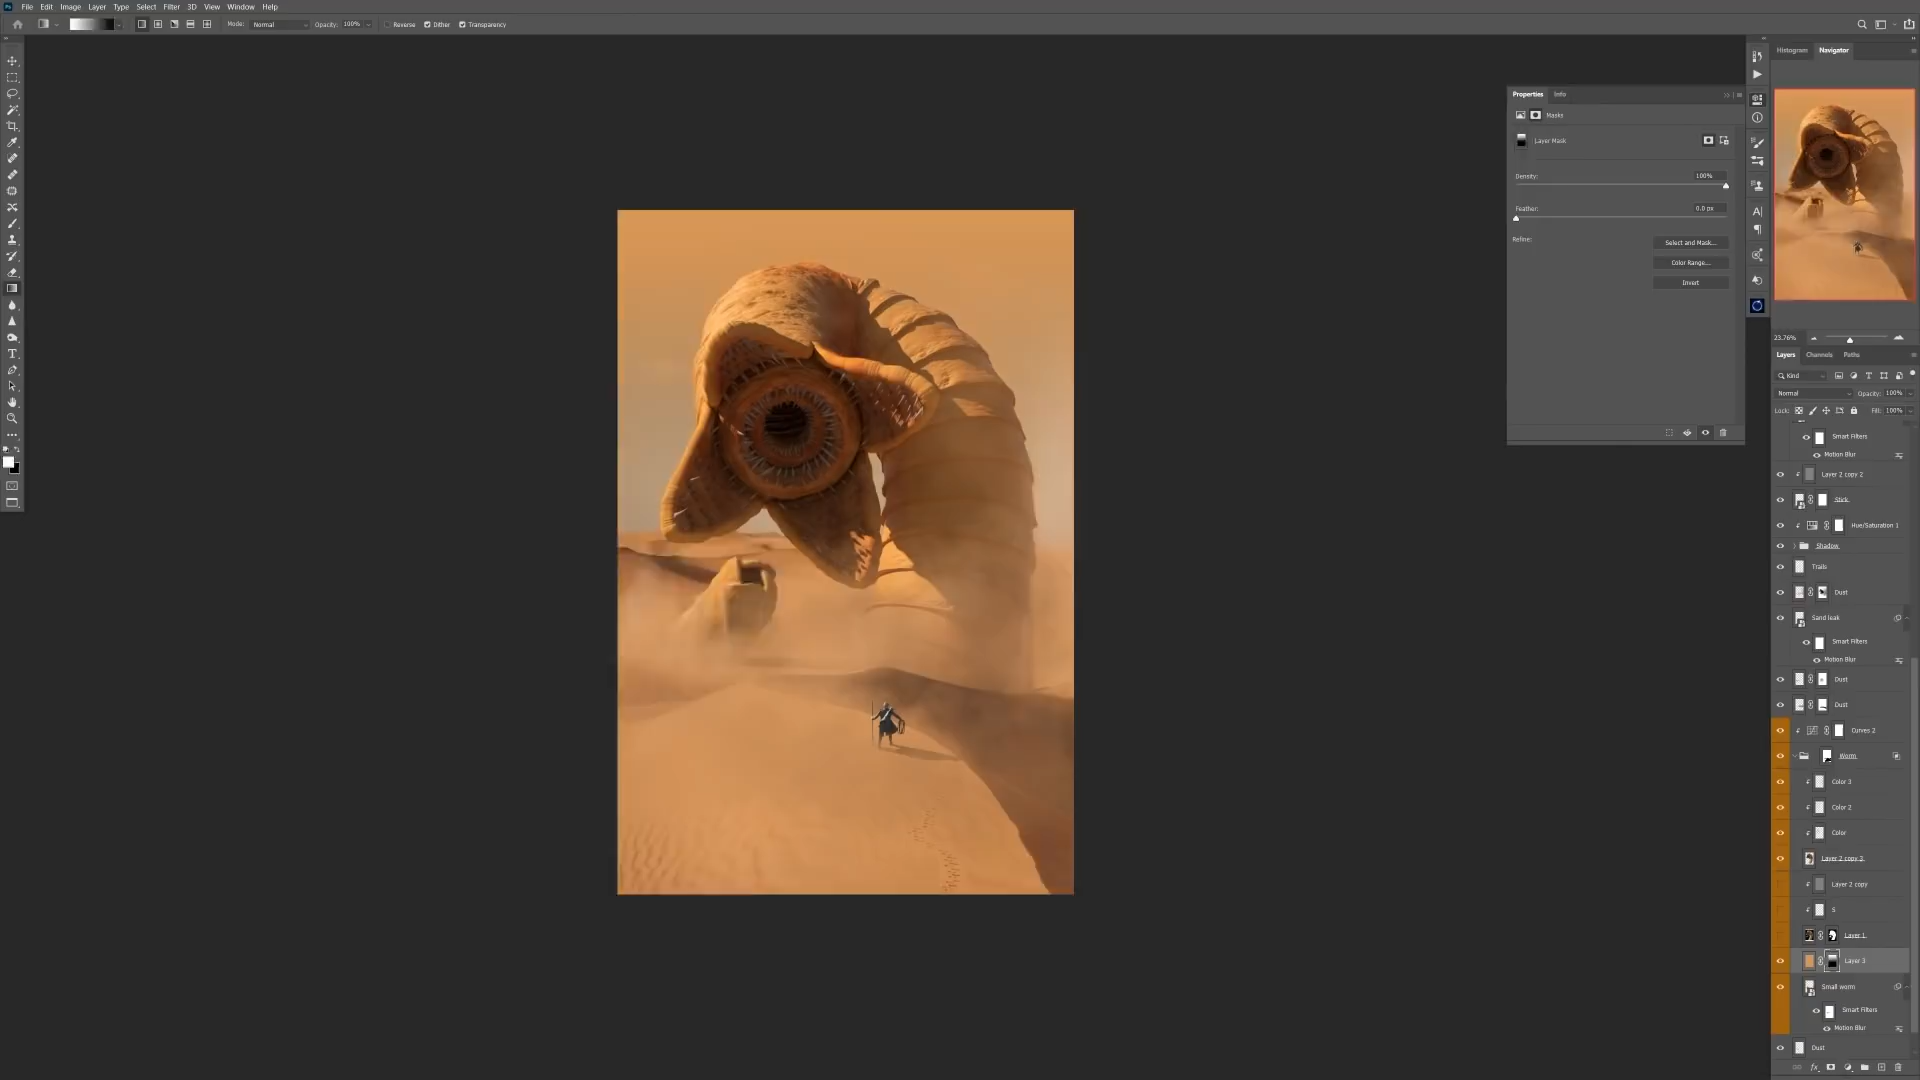 Ps File Edit Image Layer Type Select Filter 3D View Window Help
Mode: Normal Opacity: 100% Reverse Dither Transparency
Histogram Navigator
Properties Info
Masks
Layer Mask
Density: 100%
Feather: 0.0 px
Refine: Select and Mask...
Color Range...
Invert
23.76%
Layers Channels Paths
Kind
Normal Opacity: 100%
Lock: Fill: 100%
Smart Filters
Motion Blur
Layer 2 copy 2
Stick
Hue/Saturation 1
Shadow
Trails
Dust
Sand leak
Smart Filters
Motion Blur
Dust
Dust
Curves 2
Worm
Color 3
Color 2
Color
Layer 2 copy 3
Layer 2 copy
S
Layer 1
Layer 3
Small worm
Smart Filters
Motion Blur
Dust